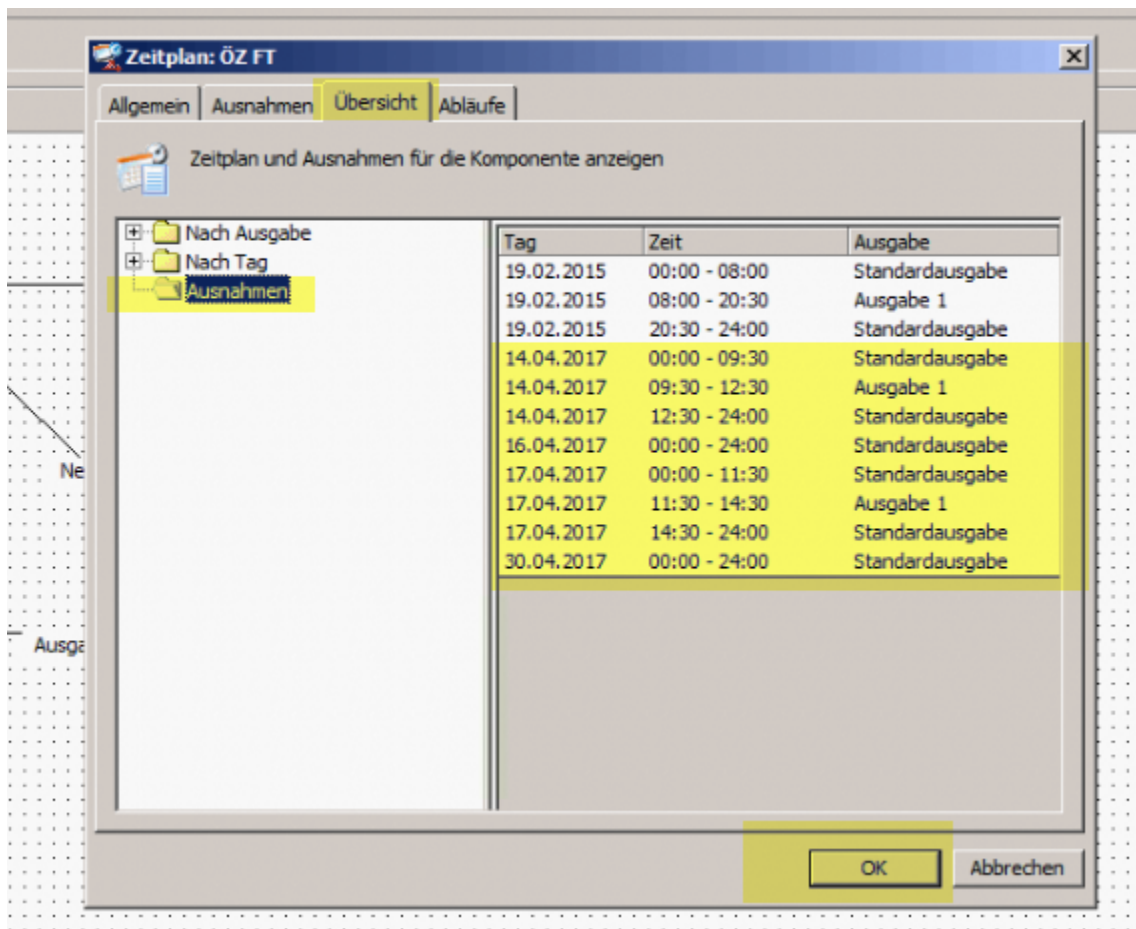 Zeitplan: ÖZ FT
Allgemein Ausnahmen Übersicht Abläufe
Zeitplan und Ausnahmen für die Komponente anzeigen
Nach Ausgabe
Nach Tag
Ausnahmen
Tag Zeit Ausgabe
19.02.2015 00:00 - 08:00 Standardausgabe
19.02.2015 08:00 - 20:30 Ausgabe 1
19.02.2015 20:30 - 24:00 Standardausgabe
14.04.2017 00:00 - 09:30 Standardausgabe
14.04.2017 09:30 - 12:30 Ausgabe 1
14.04.2017 12:30 - 24:00 Standardausgabe
16.04.2017 00:00 - 24:00 Standardausgabe
17.04.2017 00:00 - 11:30 Standardausgabe
17.04.2017 11:30 - 14:30 Ausgabe 1
17.04.2017 14:30 - 24:00 Standardausgabe
30.04.2017 00:00 - 24:00 Standardausgabe
Ne
Ausga
OK Abbrechen